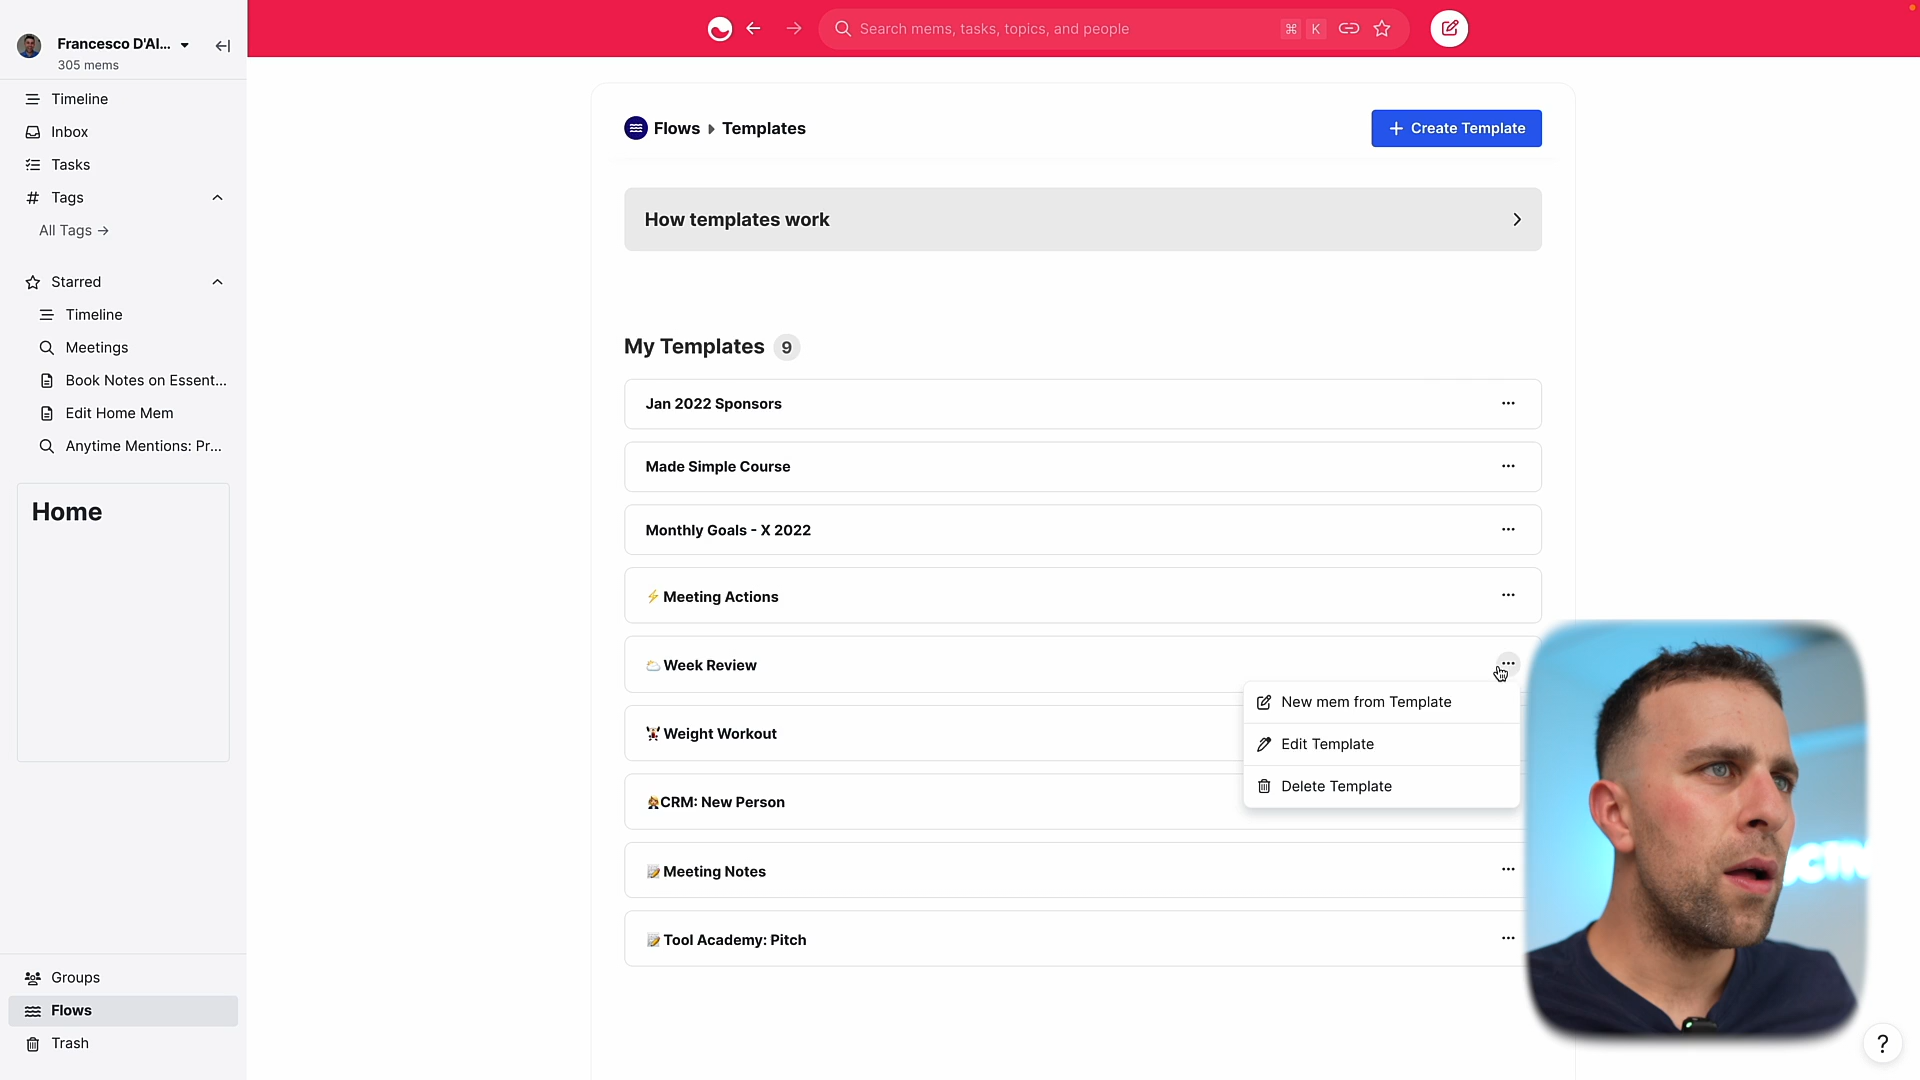 Francesco D'Al...
305 mems
Search mems, tasks, topics, and people
⌘ K
Timeline
Inbox
Tasks
Tags
All Tags →
Starred
Timeline
Meetings
Book Notes on Essent...
Edit Home Mem
Anytime Mentions: Pr...
Home
Groups
Flows
Trash
Flows Templates
+ Create Template
How templates work
My Templates 9
Jan 2022 Sponsors
Made Simple Course
Monthly Goals - X 2022
⚡ Meeting Actions
Week Review
New mem from Template
Edit Template
Delete Template
Weight Workout
CRM: New Person
Meeting Notes
Tool Academy: Pitch
?